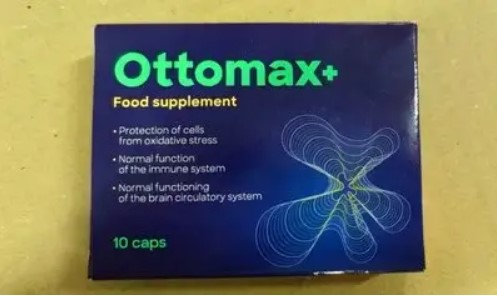 Ottomax+
Food supplement
• Protection of cells
from oxidative stress
• Normal function
of the immune system
• Normal functioning
of the brain circulatory system
10 caps